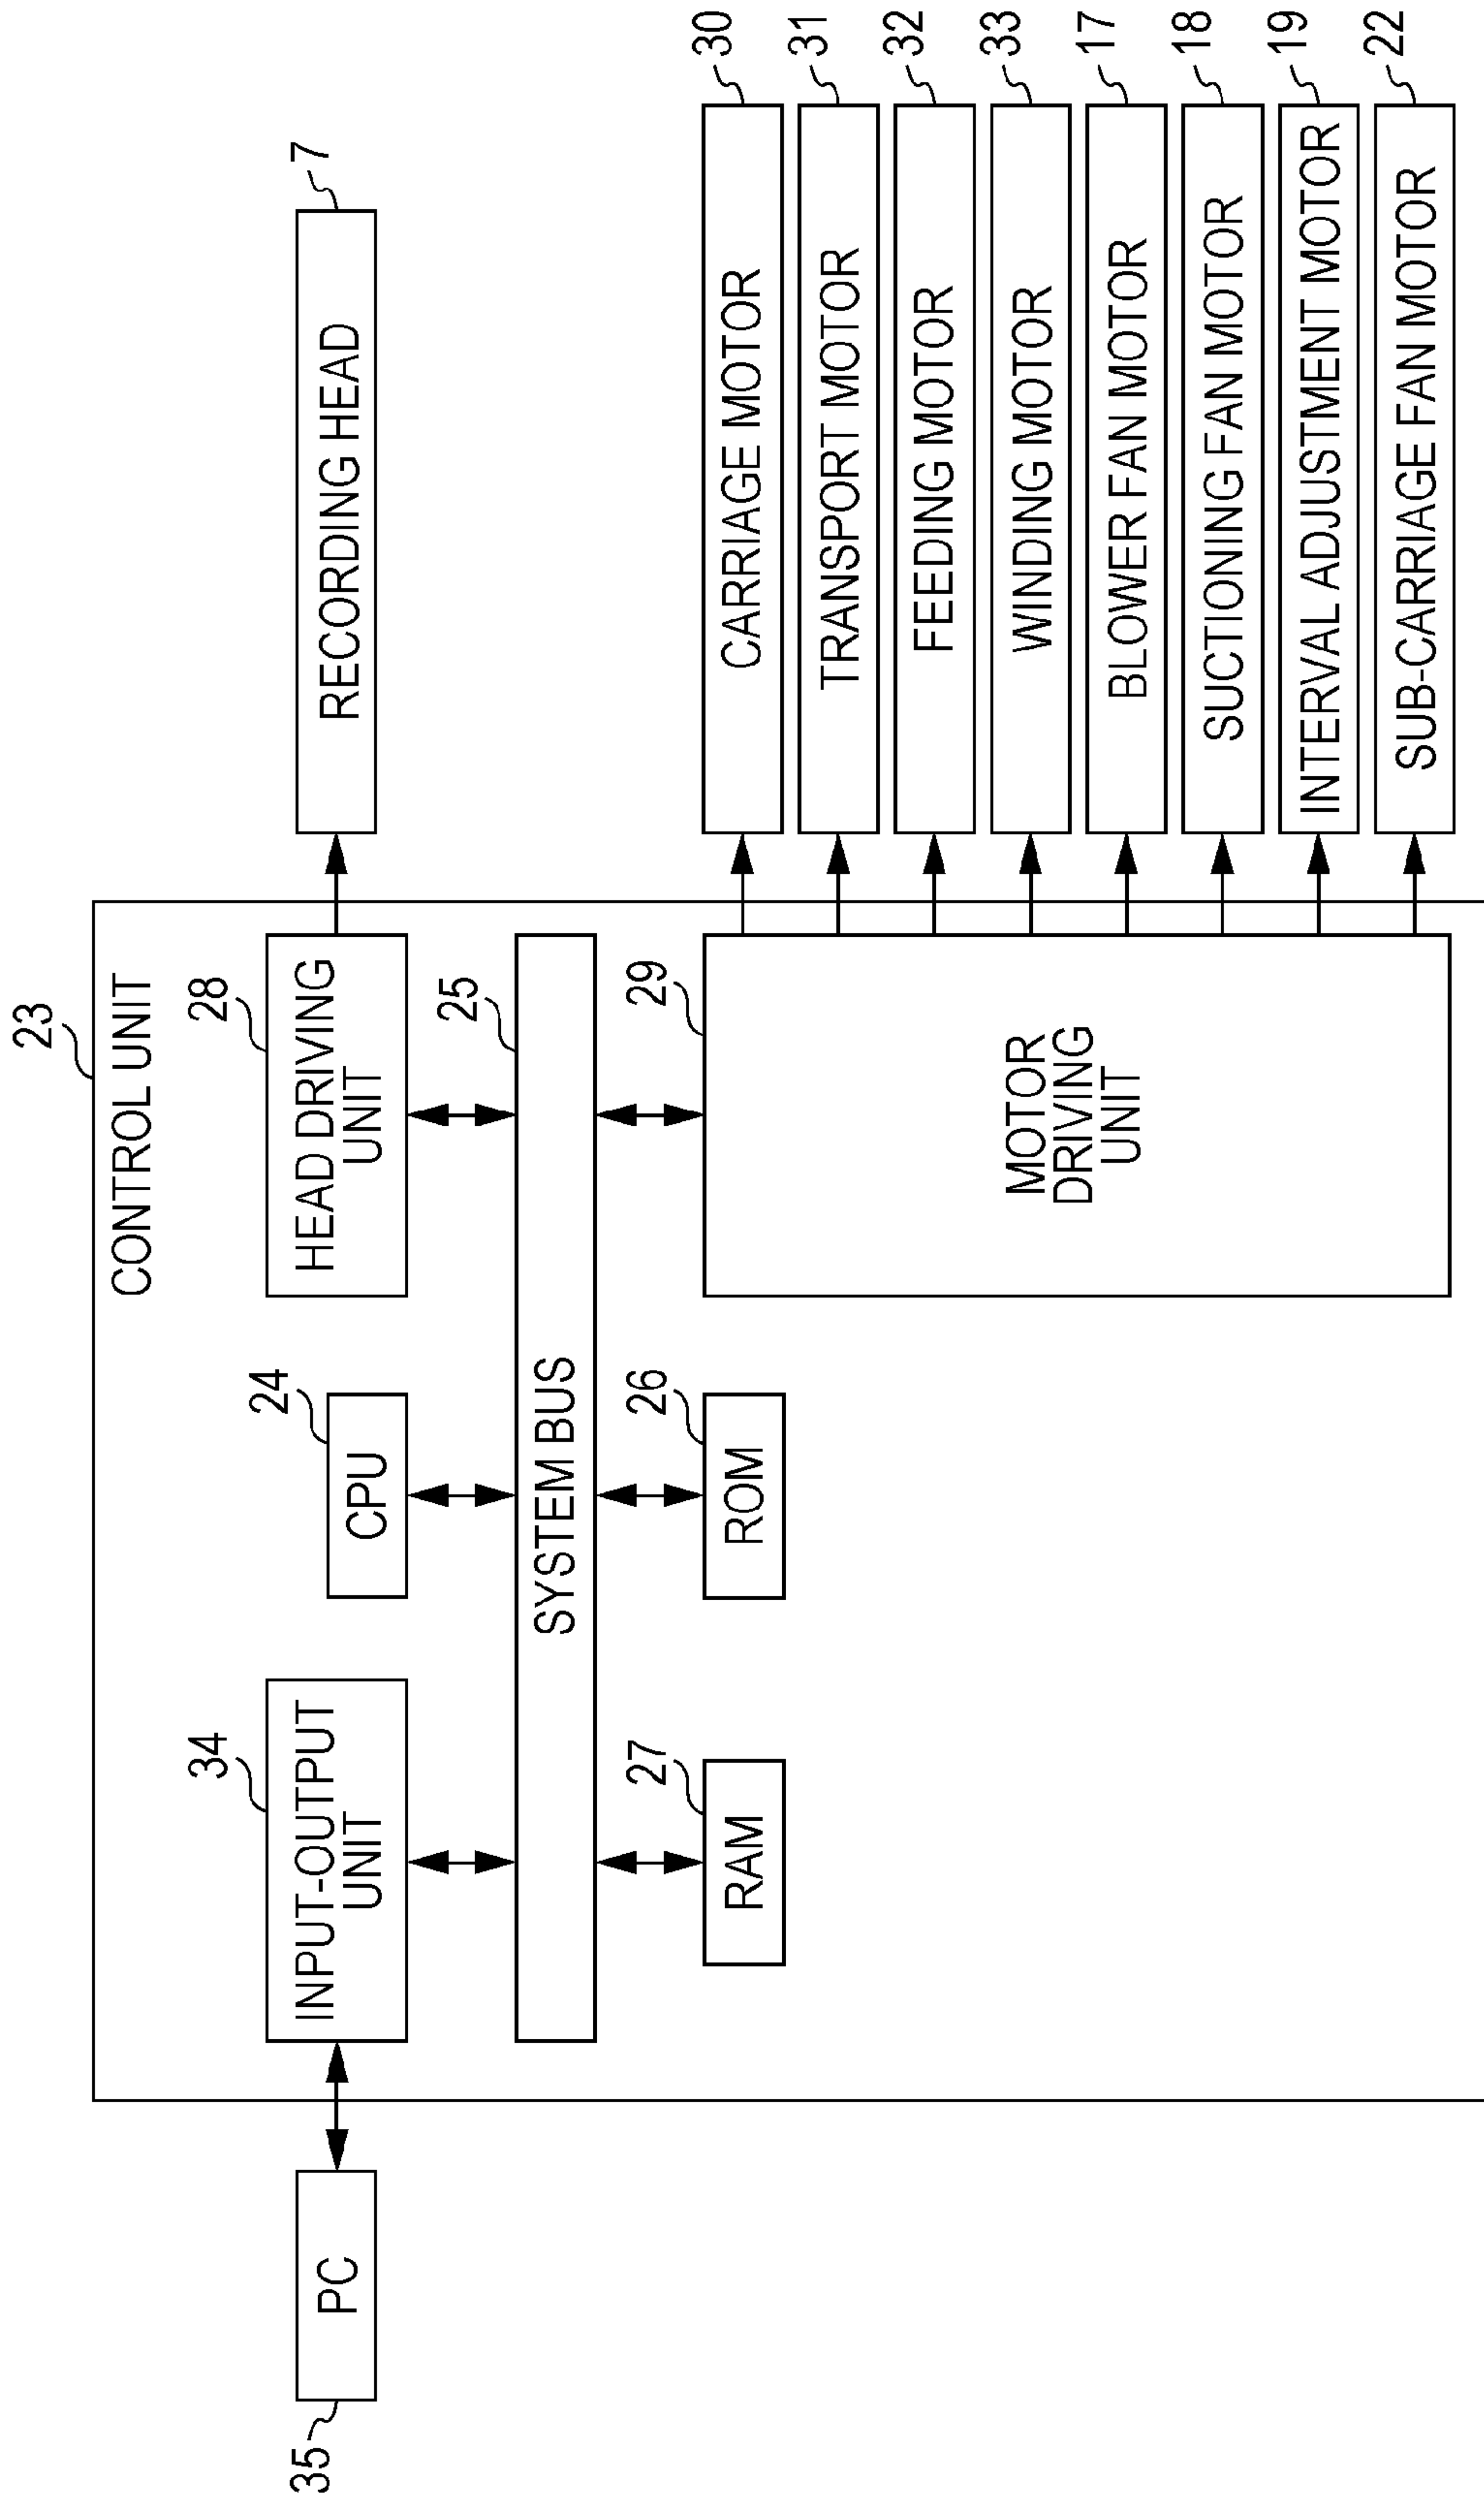 23
CONTROL UNIT
35
PC
34
INPUT-OUTPUT
UNIT
24
CPU
28
HEAD DRIVING
UNIT
7
RECORDING HEAD
25
SYSTEM BUS
27
RAM
26
ROM
29
MOTOR
DRIVING
UNIT
CARRIAGE MOTOR
30
TRANSPORT MOTOR
31
FEEDING MOTOR
32
WINDING MOTOR
33
BLOWER FAN MOTOR
17
SUCTIONING FAN MOTOR
18
INTERVAL ADJUSTMENT MOTOR
19
SUB-CARRIAGE FAN MOTOR
22